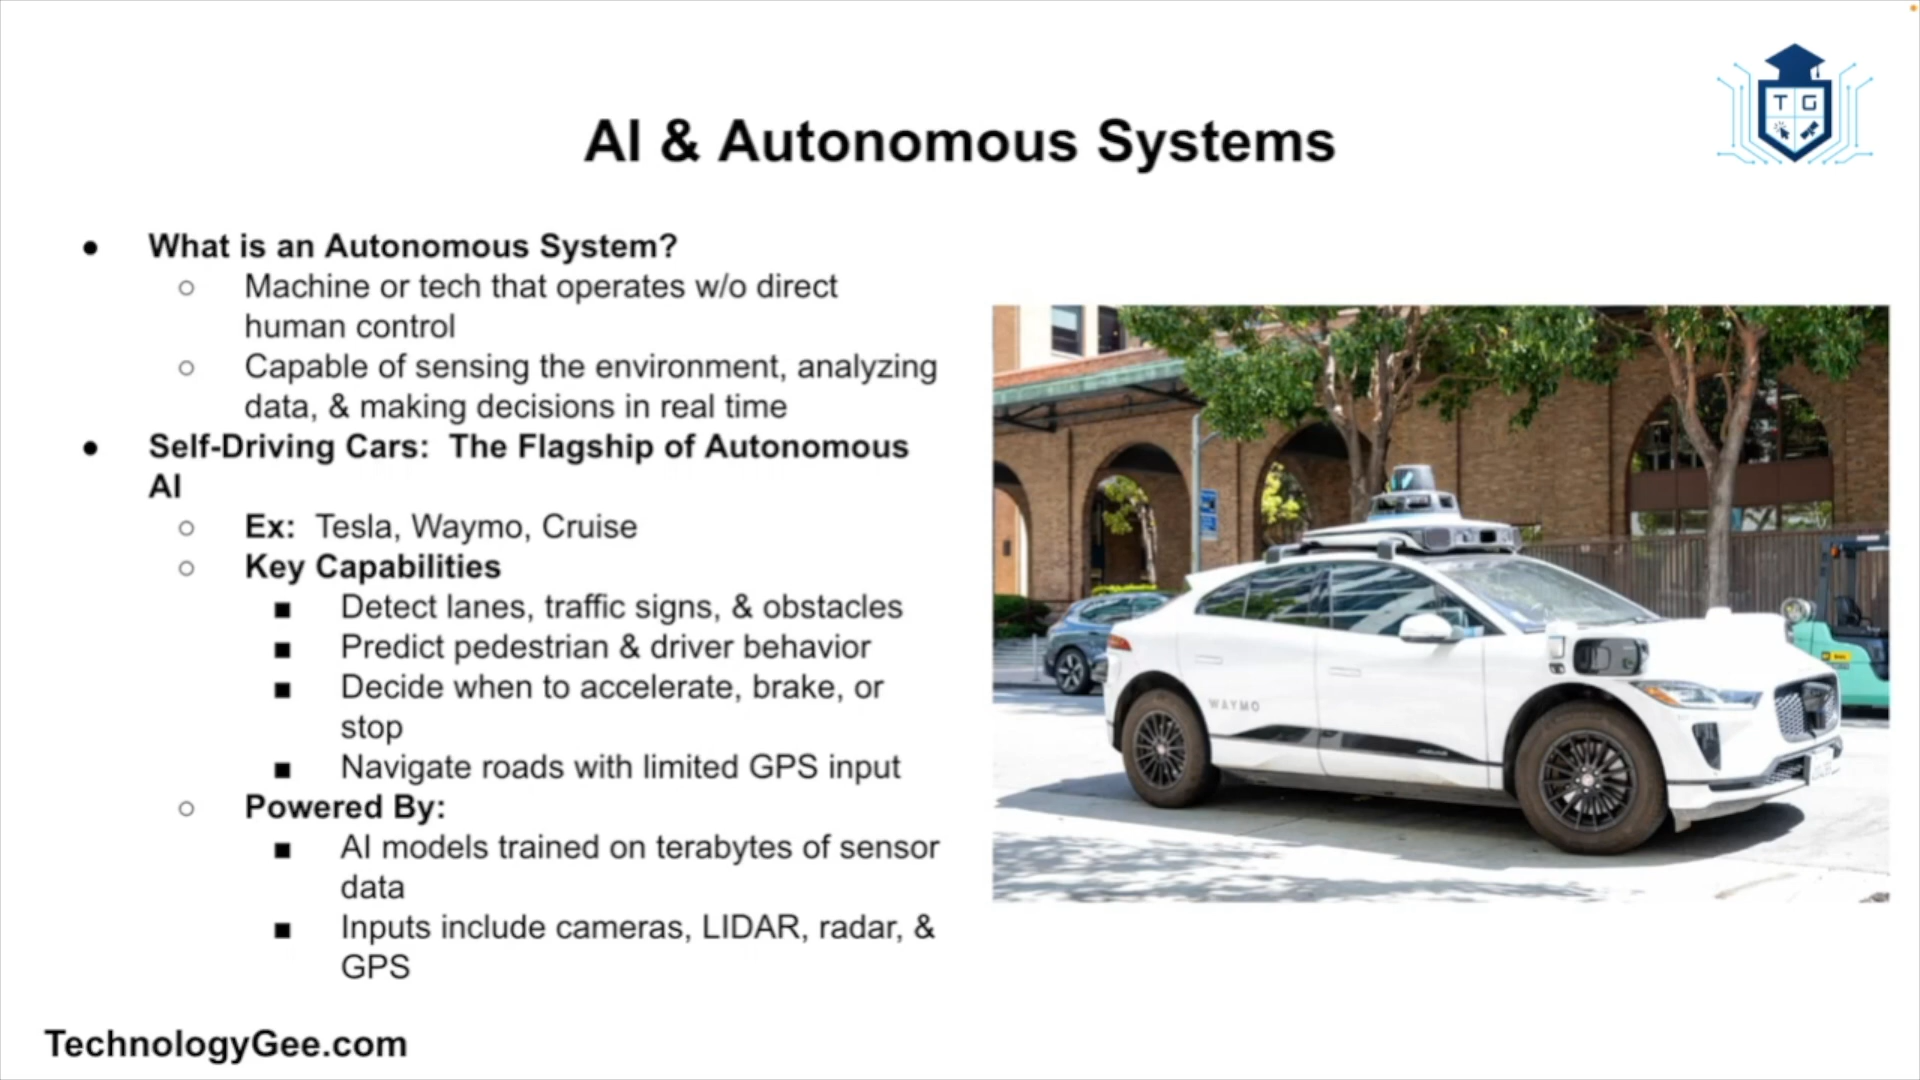 T G
AI & Autonomous Systems
● What is an Autonomous System?
○ Machine or tech that operates w/o direct
human control
○ Capable of sensing the environment, analyzing
data, & making decisions in real time
● Self-Driving Cars:  The Flagship of Autonomous
AI
○ Ex:  Tesla, Waymo, Cruise
○ Key Capabilities
■ Detect lanes, traffic signs, & obstacles
■ Predict pedestrian & driver behavior
■ Decide when to accelerate, brake, or
stop
■ Navigate roads with limited GPS input
○ Powered By:
■ AI models trained on terabytes of sensor
data
■ Inputs include cameras, LIDAR, radar, &
GPS
WAYMO
TechnologyGee.com